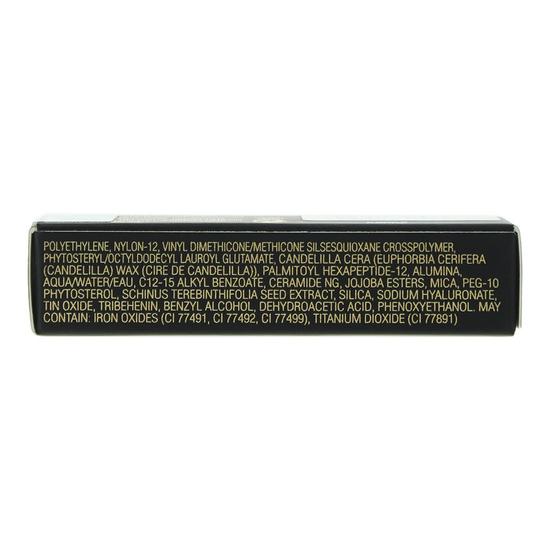 POLYETHYLENE, NYLON-12, VINYL DIMETHICONE/METHICONE SILSESQUIOXANE CROSSPOLYMER,
PHYTOSTERYL/OCTYLDODECYL LAUROYL GLUTAMATE, CANDELILLA CERA (EUPHORBIA CERIFERA
(CANDELILLA) WAX (CIRE DE CANDELILLA)), PALMITOYL HEXAPEPTIDE-12, ALUMINA,
AQUA/WATER/EAU, C12-15 ALKYL BENZOATE, CERAMIDE NG, JOJOBA ESTERS, MICA, PEG-10
PHYTOSTEROL, SCHINUS TEREBINTHIFOLIA SEED EXTRACT, SILICA, SODIUM HYALURONATE,
TIN OXIDE, TRIBEHENIN, BENZYL ALCOHOL, DEHYDROACETIC ACID, PHENOXYETHANOL. MAY
CONTAIN: IRON OXIDES (CI 77491, CI 77492, CI 77499), TITANIUM DIOXIDE (CI 77891)